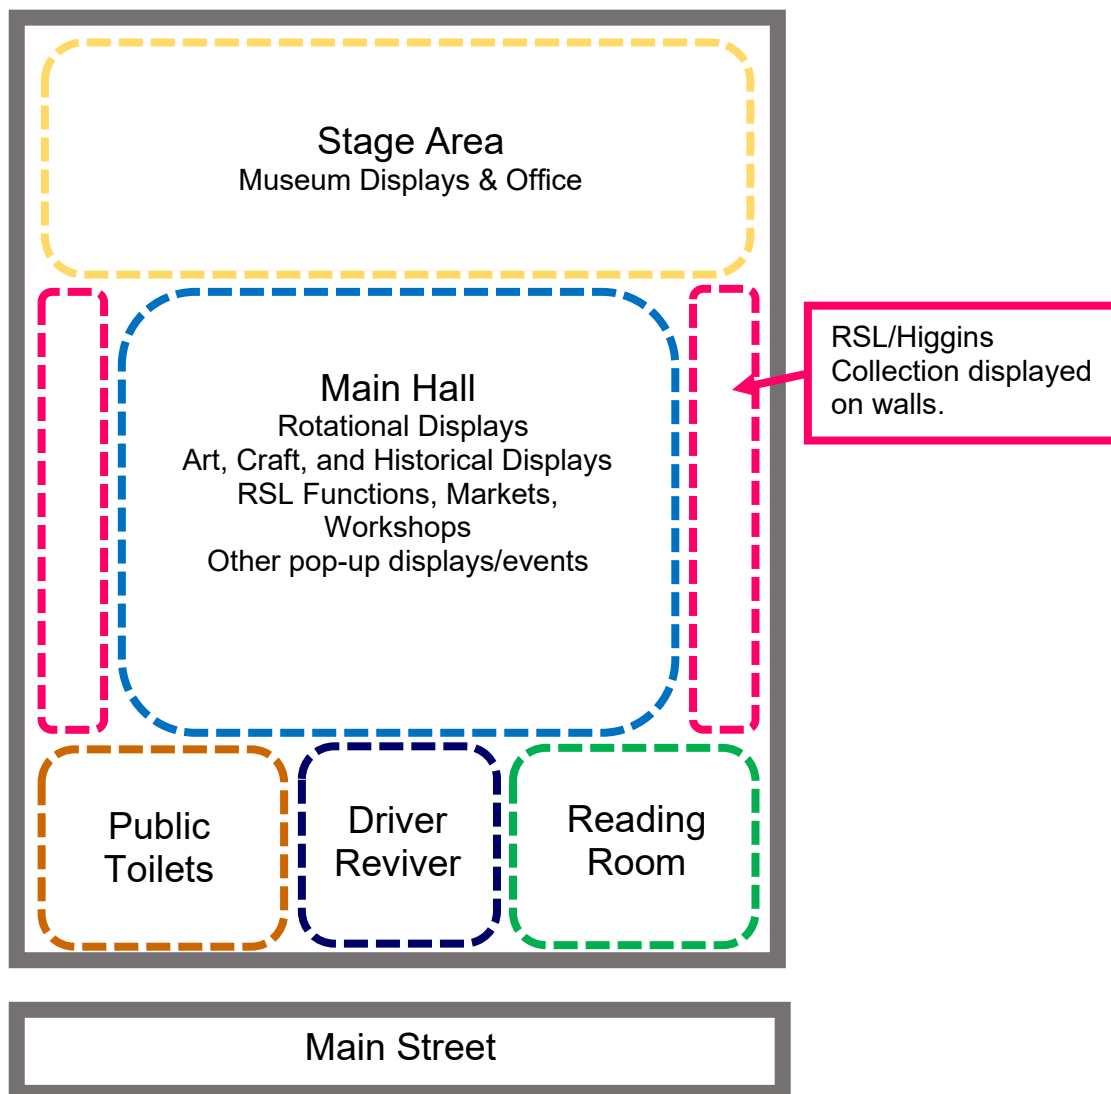 Stage Area
Museum Displays & Office
Main Hall
Rotational Displays
Art, Craft, and Historical Displays
RSL Functions, Markets,
Workshops
Other pop-up displays/events
RSL/Higgins
Collection displayed
on walls.
Public
Toilets
Driver
Reviver
Reading
Room
Main Street